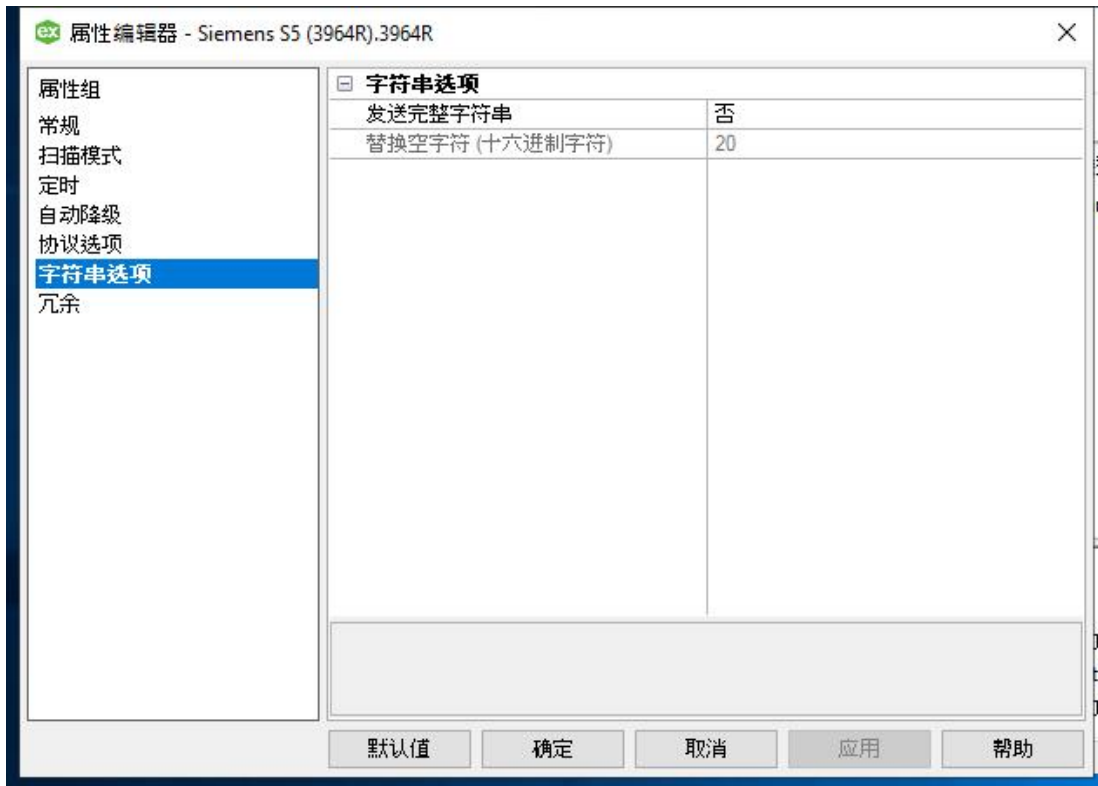 ex 属性编辑器 - Siemens S5 (3964R).3964R
属性组
常规
扫描模式
定时
自动降级
协议选项
字符串选项
冗余
字符串选项
发送完整字符串 否
替换空字符 (十六进制字符) 20
默认值 确定 取消 应用 帮助